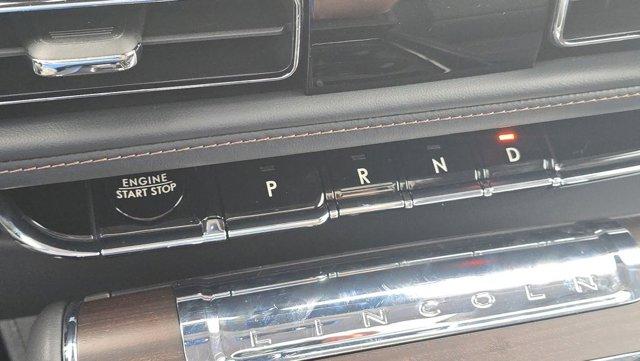 ENGINE
START STOP
P R N D
LINCOLN